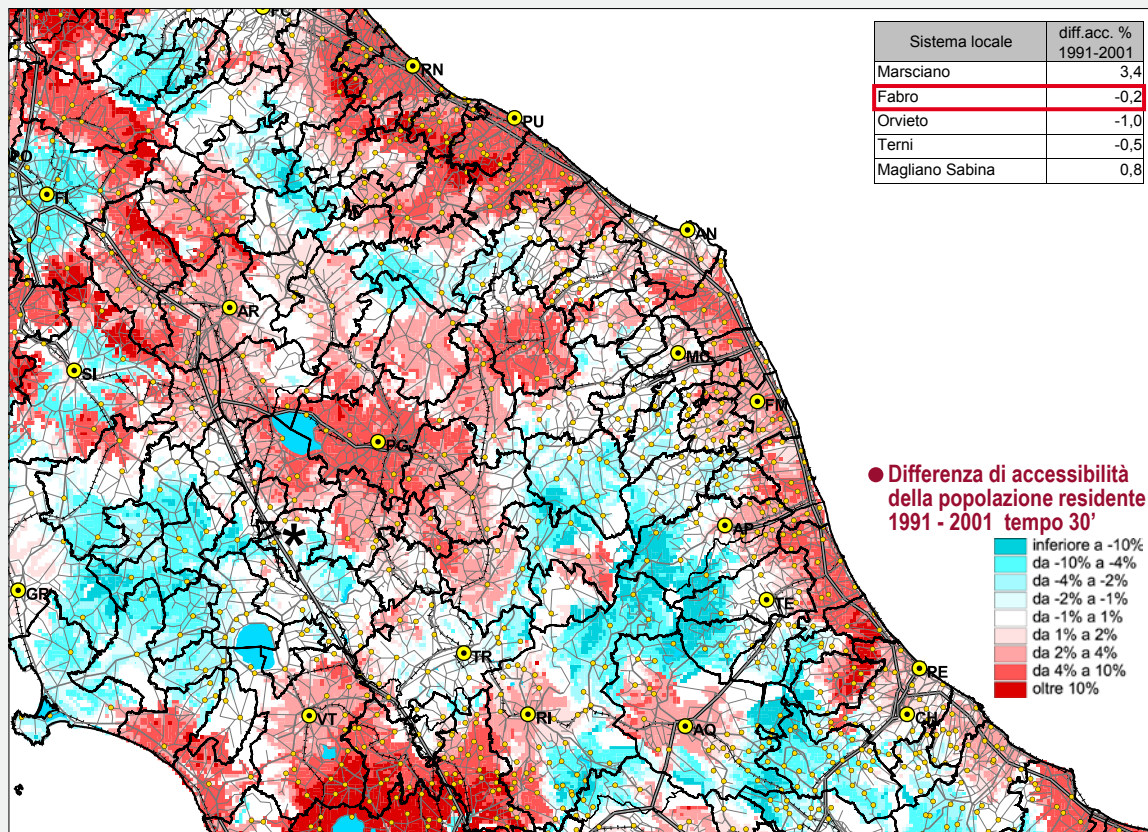 Sistema locale
diff.acc. %
1991-2001
Marsciano 3,4
Fabro -0,2
Orvieto -1,0
Terni -0,5
Magliano Sabina 0,8
RN
PU
FI
AN
AR
MC
SI
FM
PG
● Differenza di accessibilità
della popolazione residente
1991 - 2001 tempo 30'
AP
inferiore a -10%
da -10% a -4%
da -4% a -2%
da -2% a -1%
da -1% a 1%
da 1% a 2%
da 2% a 4%
da 4% a 10%
oltre 10%
*
GR
TE
TR
PE
VT
RI
AQ
CH